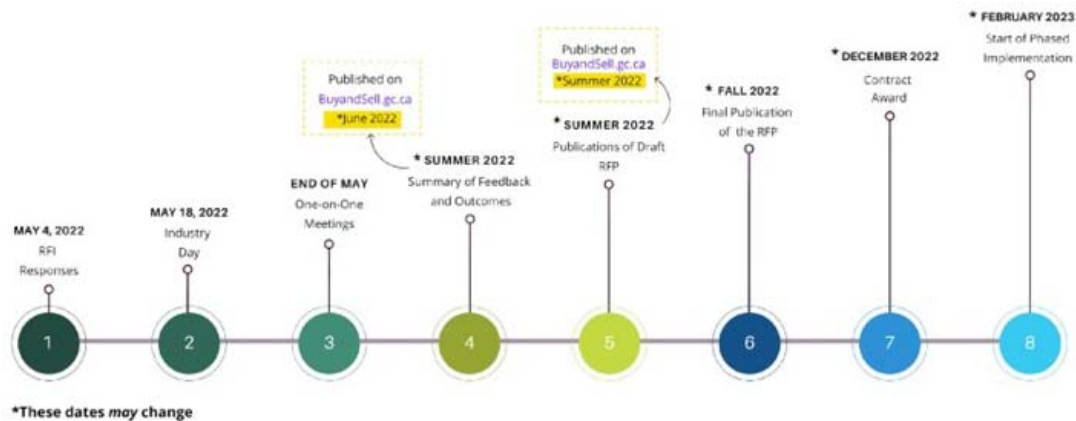 MAY 4, 2022
RFI
Responses
1
MAY 18, 2022
Industry
Day
2
END OF MAY
One-on-One
Meetings
3
Published on
BuyandSell.gc.ca
*June 2022
* SUMMER 2022
Summary of Feedback
and Outcomes
4
Published on
BuyandSell.gc.ca
*Summer 2022
* SUMMER 2022
Publications of Draft
RFP
5
* FALL 2022
Final Publication
of the RFP
6
* DECEMBER 2022
Contract
Award
7
* FEBRUARY 2023
Start of Phased
Implementation
8
*These dates may change